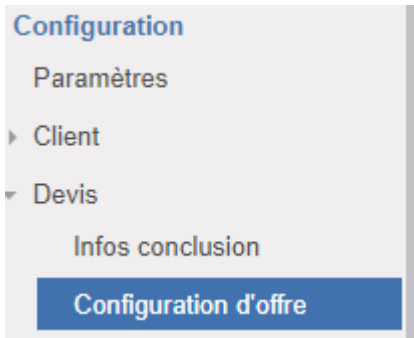 Configuration
Paramètres
Client
Devis
Infos conclusion
Configuration d'offre